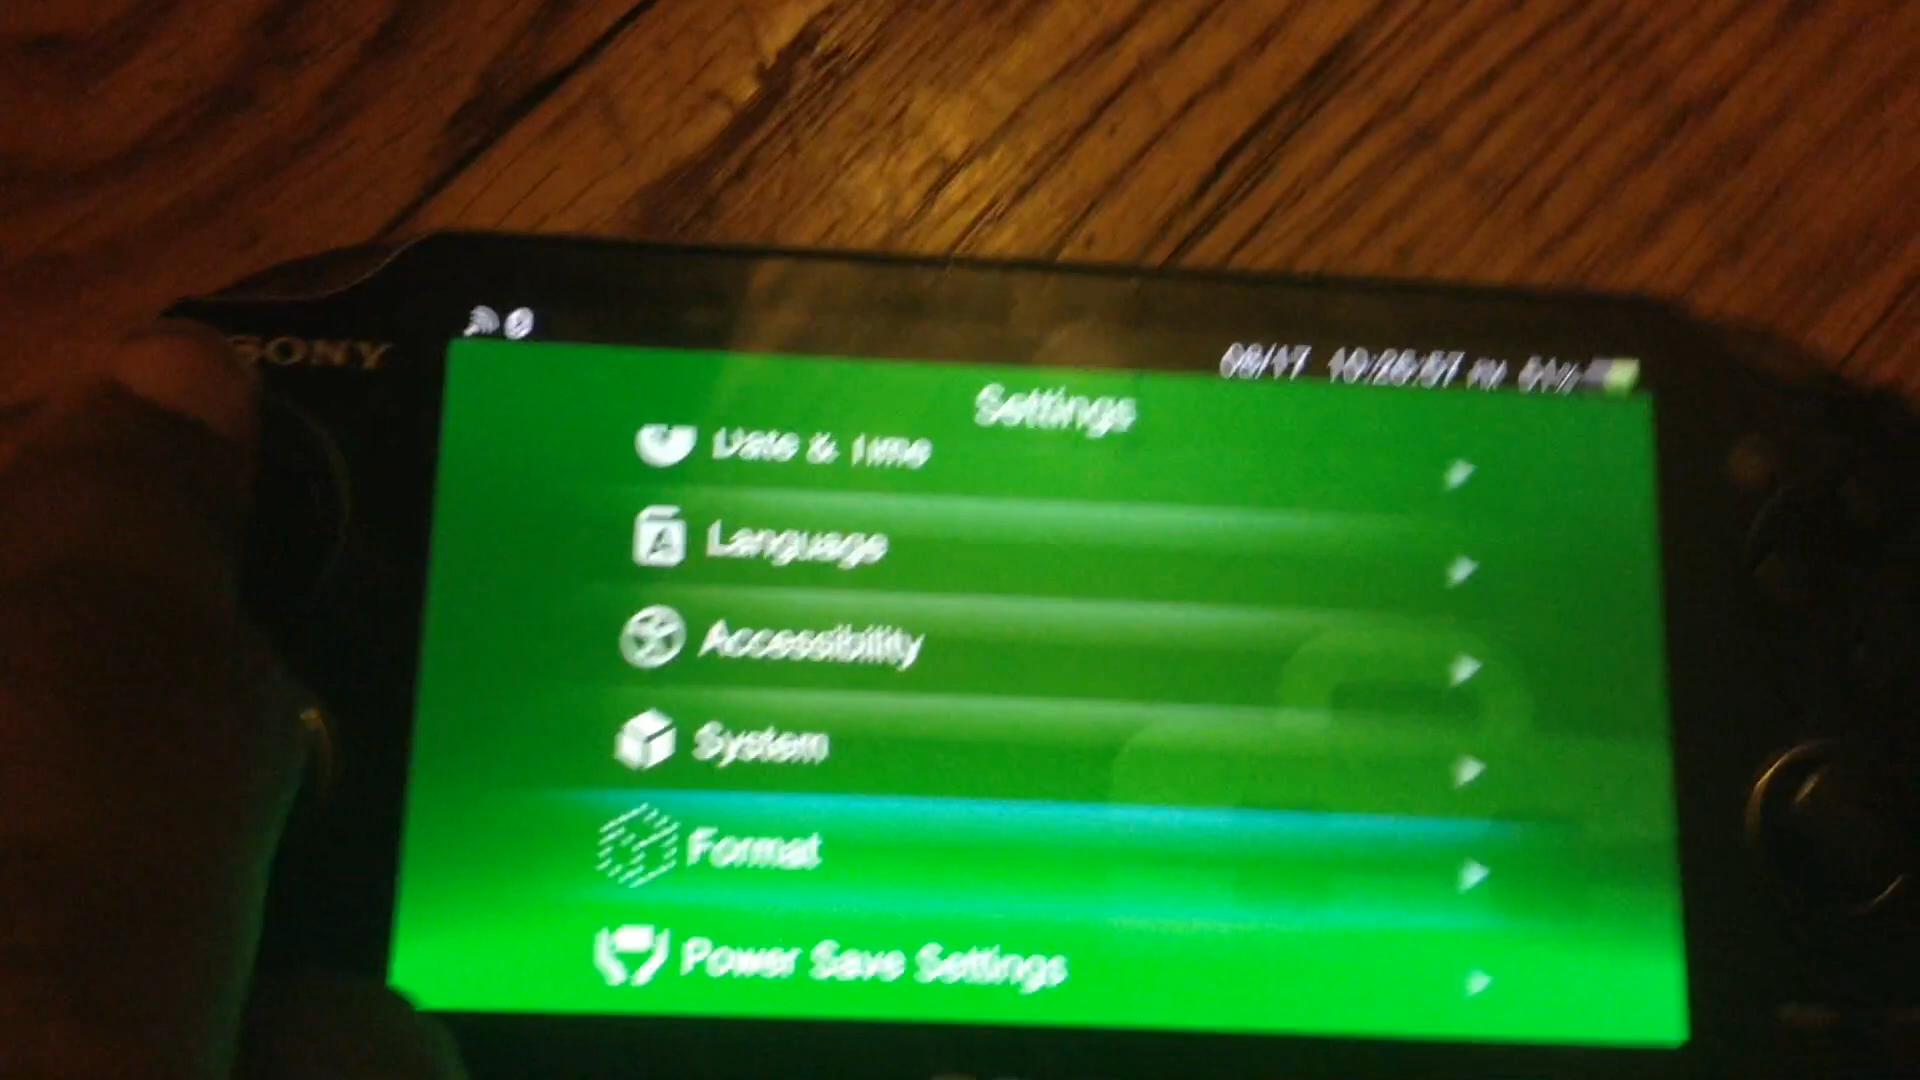 SONY
Settings
Date & Time
Language
Accessibility
System
Format
Power Save Settings